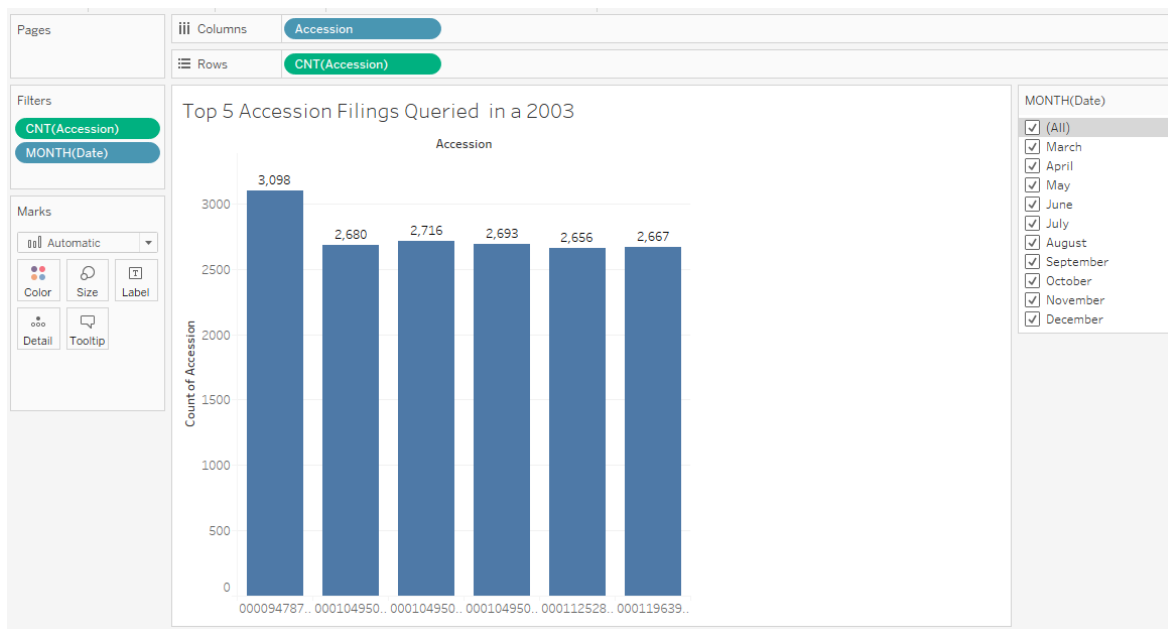 Pages
Columns
Accession
Rows
CNT(Accession)
Filters
CNT(Accession)
MONTH(Date)
Marks
Automatic
Color Size Label
Detail Tooltip
Top 5 Accession Filings Queried in a 2003
Accession
Count of Accession
3000
2500
2000
1500
1000
500
0
3,098
2,680
2,716
2,693
2,656
2,667
000094787.. 000104950.. 000104950.. 000104950.. 000112528.. 000119639..
MONTH(Date)
(All)
March
April
May
June
July
August
September
October
November
December